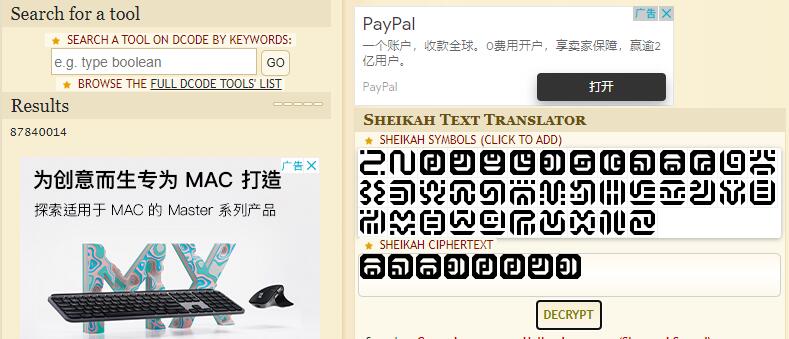 Search for a tool
★ SEARCH A TOOL ON DCODE BY KEYWORDS:
e.g. type boolean
GO
★ BROWSE THE FULL DCODE TOOLS' LIST
Results
87840014
广告
为创意而生专为 MAC 打造
探索适用于 MAC 的 Master 系列产品
MX
广告
PayPal
一个账户，收款全球。0费用开户，享卖家保障，赢逾2
亿用户。
PayPal
打开
SHEIKAH TEXT TRANSLATOR
★ SHEIKAH SYMBOLS (CLICK TO ADD)
★ SHEIKAH CIPHERTEXT
DECRYPT